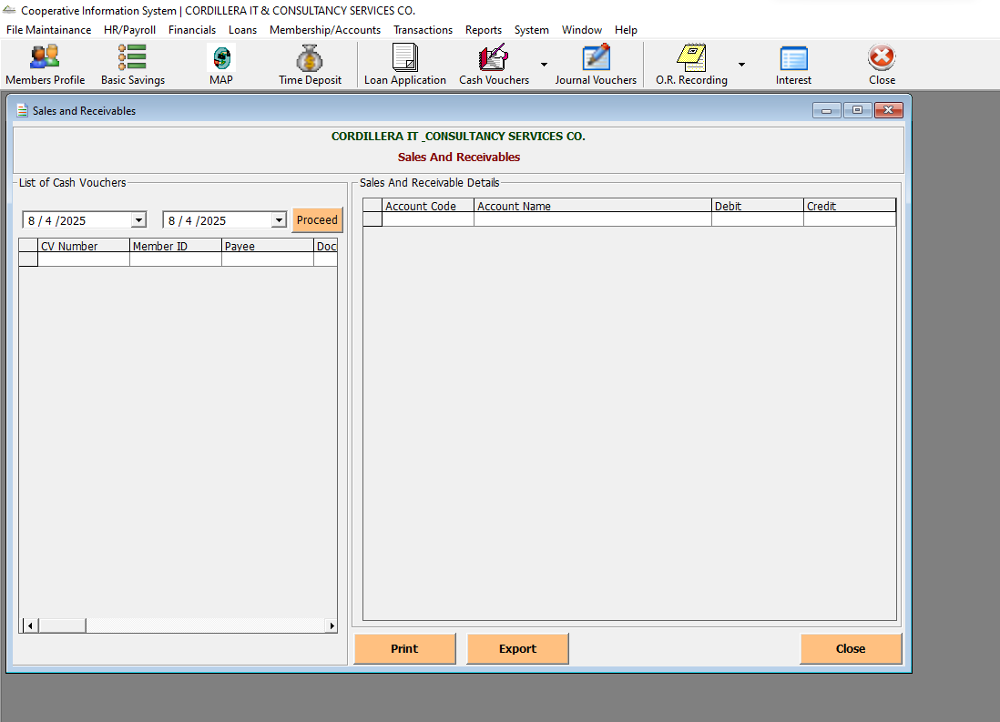 Cooperative Information System | CORDILLERA IT & CONSULTANCY SERVICES CO.
File Maintainance HR/Payroll Financials Loans Membership/Accounts Transactions Reports System Window Help
Members Profile Basic Savings MAP Time Deposit Loan Application Cash Vouchers Journal Vouchers O.R. Recording Interest Close
Sales and Receivables
CORDILLERA IT _CONSULTANCY SERVICES CO.
Sales And Receivables
List of Cash Vouchers
8 / 4 /2025 8 / 4 /2025 Proceed
CV Number Member ID Payee Doc
Sales And Receivable Details
Account Code Account Name Debit Credit
Print Export Close